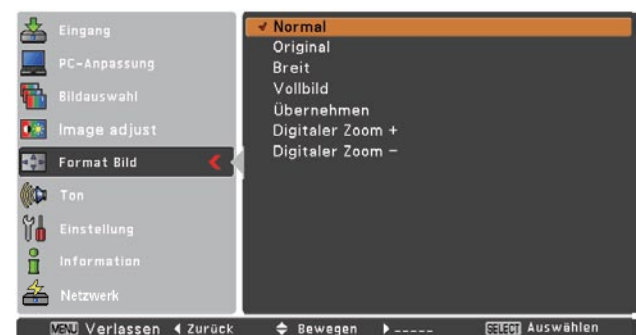 Eingang
PC-Anpassung
Bildauswahl
Image adjust
Format Bild
Ton
Einstellung
Information
Netzwerk
Normal
Original
Breit
Vollbild
Übernehmen
Digitaler Zoom +
Digitaler Zoom –
MENU Verlassen Zurück Bewegen ----- SELECT Auswählen